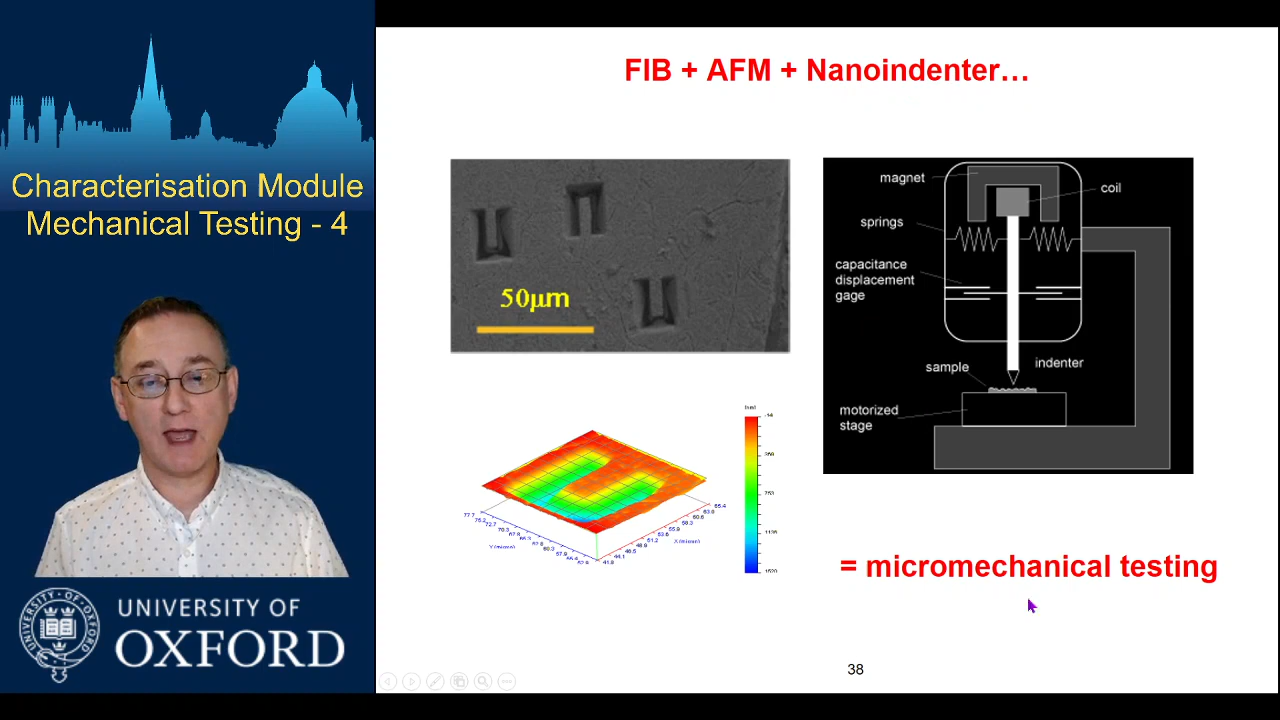 Characterisation Module
Mechanical Testing - 4
UNIVERSITY OF
OXFORD
FIB + AFM + Nanoindenter…
50µm
magnet
coil
springs
capacitance
displacement
gage
sample
indenter
motorized
stage
= micromechanical testing
38